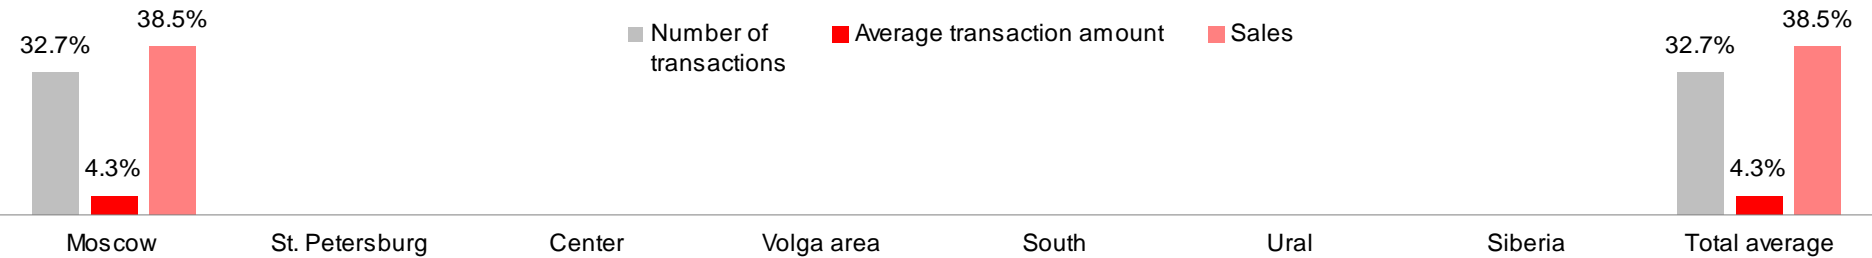 38.5%
32.7%
4.3%
Number of
transactions
Average transaction amount
Sales
38.5%
32.7%
4.3%
Moscow
St. Petersburg
Center
Volga area
South
Ural
Siberia
Total average